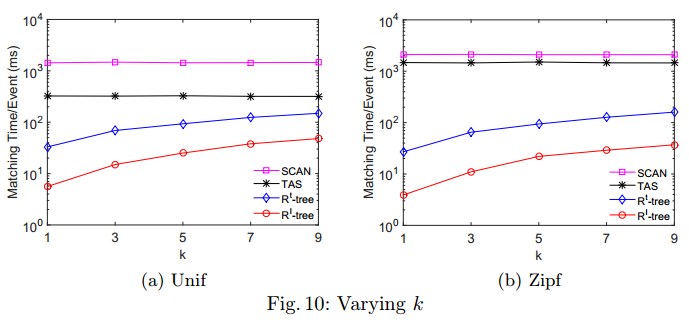 10^4
10^3
10^2
10^1
10^0
Matching Time/Event (ms)
SCAN
TAS
R^t-tree
R^I-tree
1 3 5 7 9
k
(a) Unif
10^4
10^3
10^2
10^1
10^0
Matching Time/Event (ms)
SCAN
TAS
R^t-tree
R^I-tree
1 3 5 7 9
k
(b) Zipf
Fig. 10: Varying k